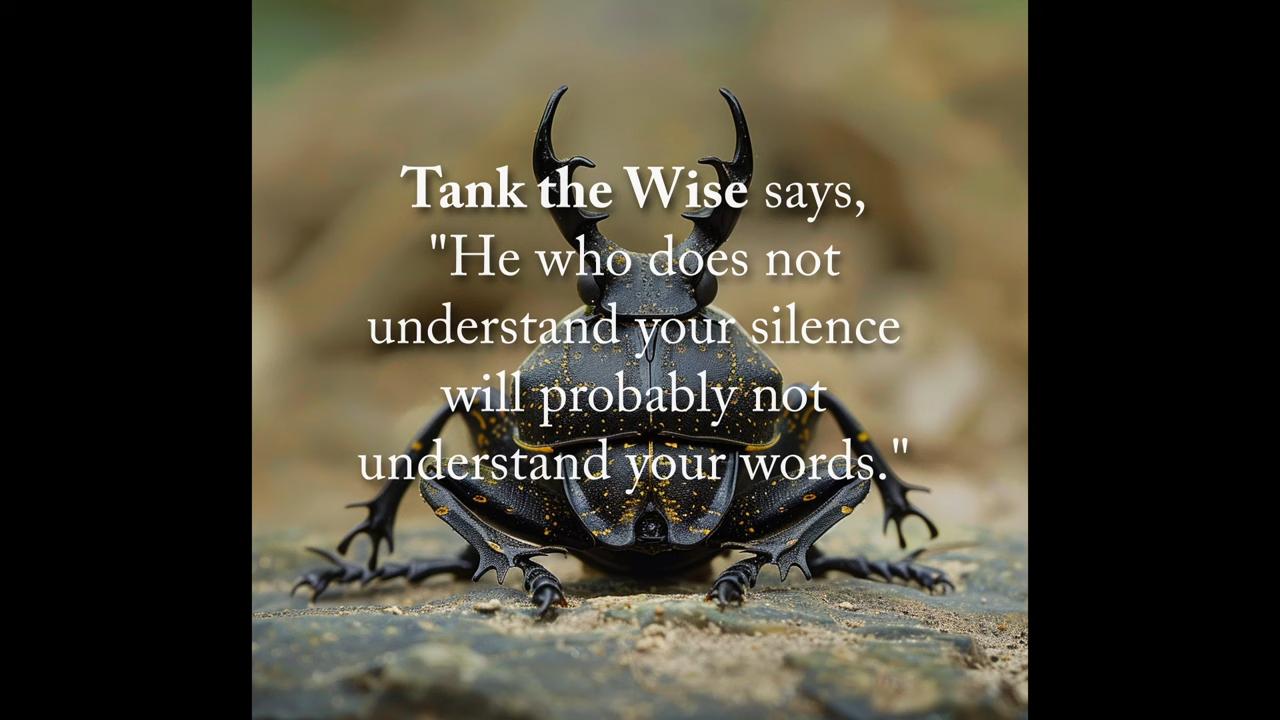 Tank the Wise says,
"He who does not
understand your silence
will probably not
understand your words."